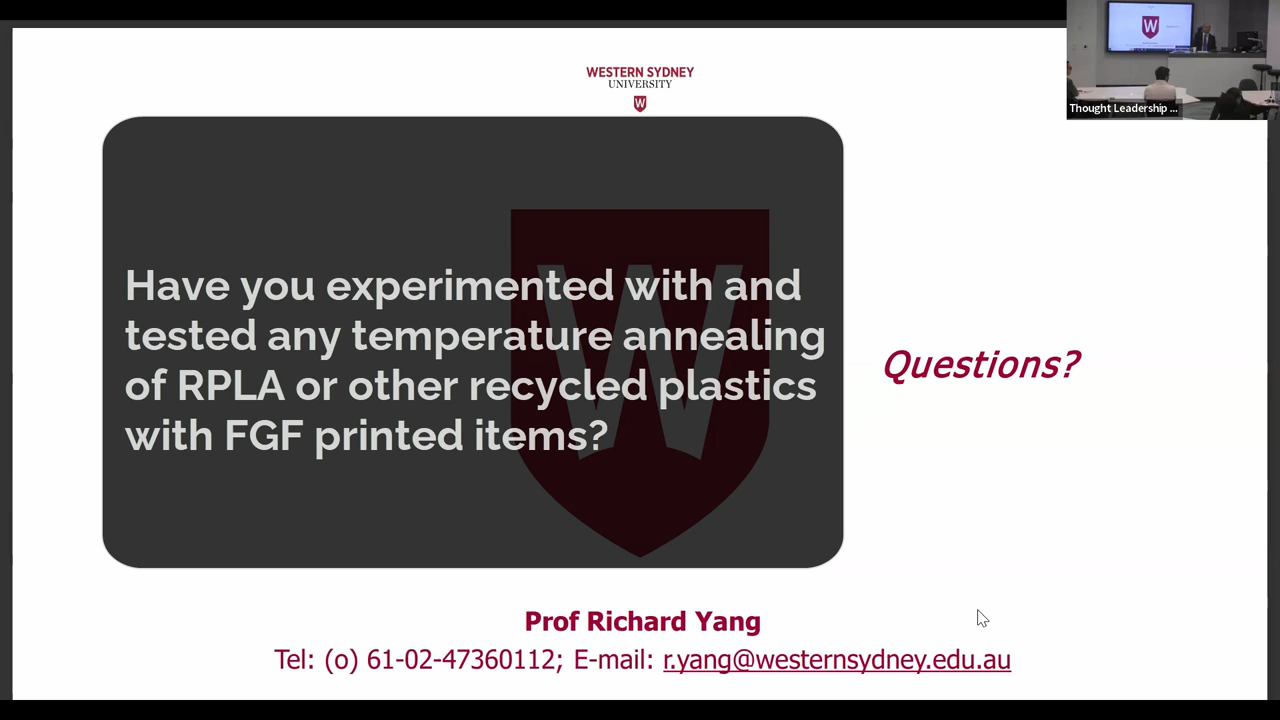 WESTERN SYDNEY
UNIVERSITY
W
Thought Leadership ...
Have you experimented with and
tested any temperature annealing
of RPLA or other recycled plastics
with FGF printed items?
Questions?
Prof Richard Yang
Tel: (o) 61-02-47360112; E-mail: r.yang@westernsydney.edu.au